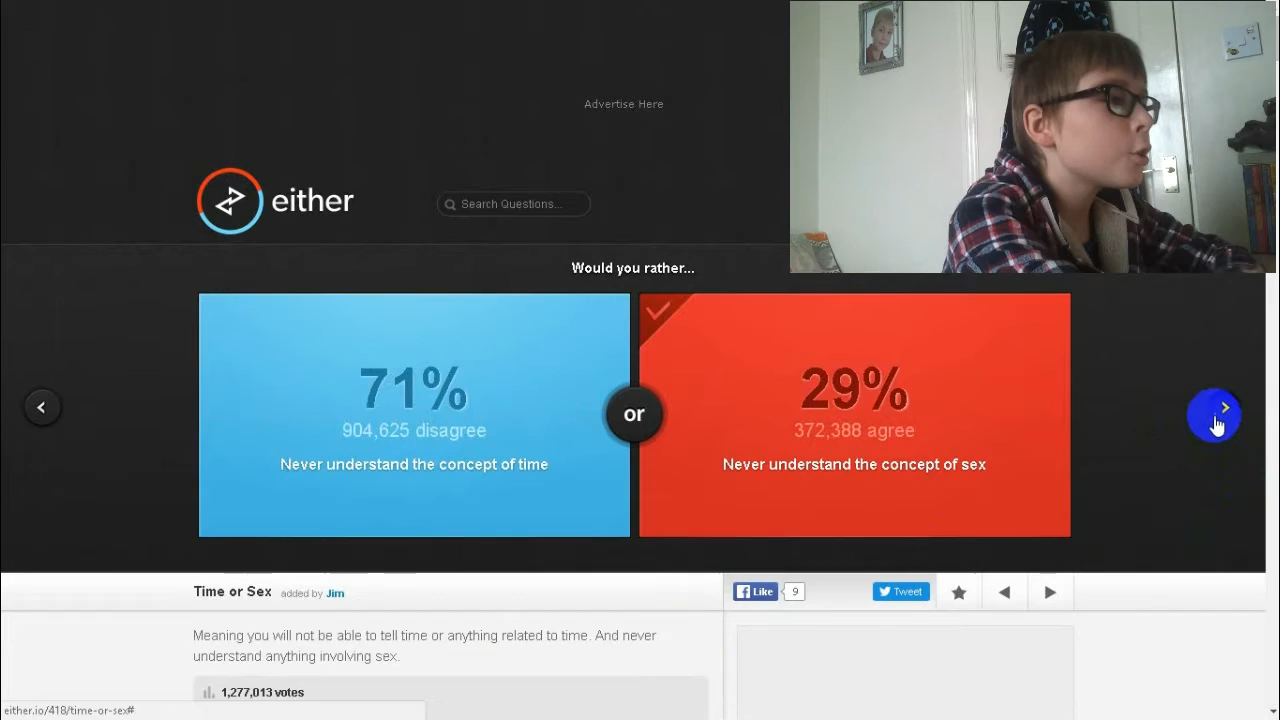 Advertise Here
either
Search Questions...
Would you rather...
71%
904,625 disagree
Never understand the concept of time
or
29%
372,388 agree
Never understand the concept of sex
Time or Sex added by Jim
Like 9
Tweet
Meaning you will not be able to tell time or anything related to time. And never
understand anything involving sex.
1,277,013 votes
either.io/418/time-or-sex#